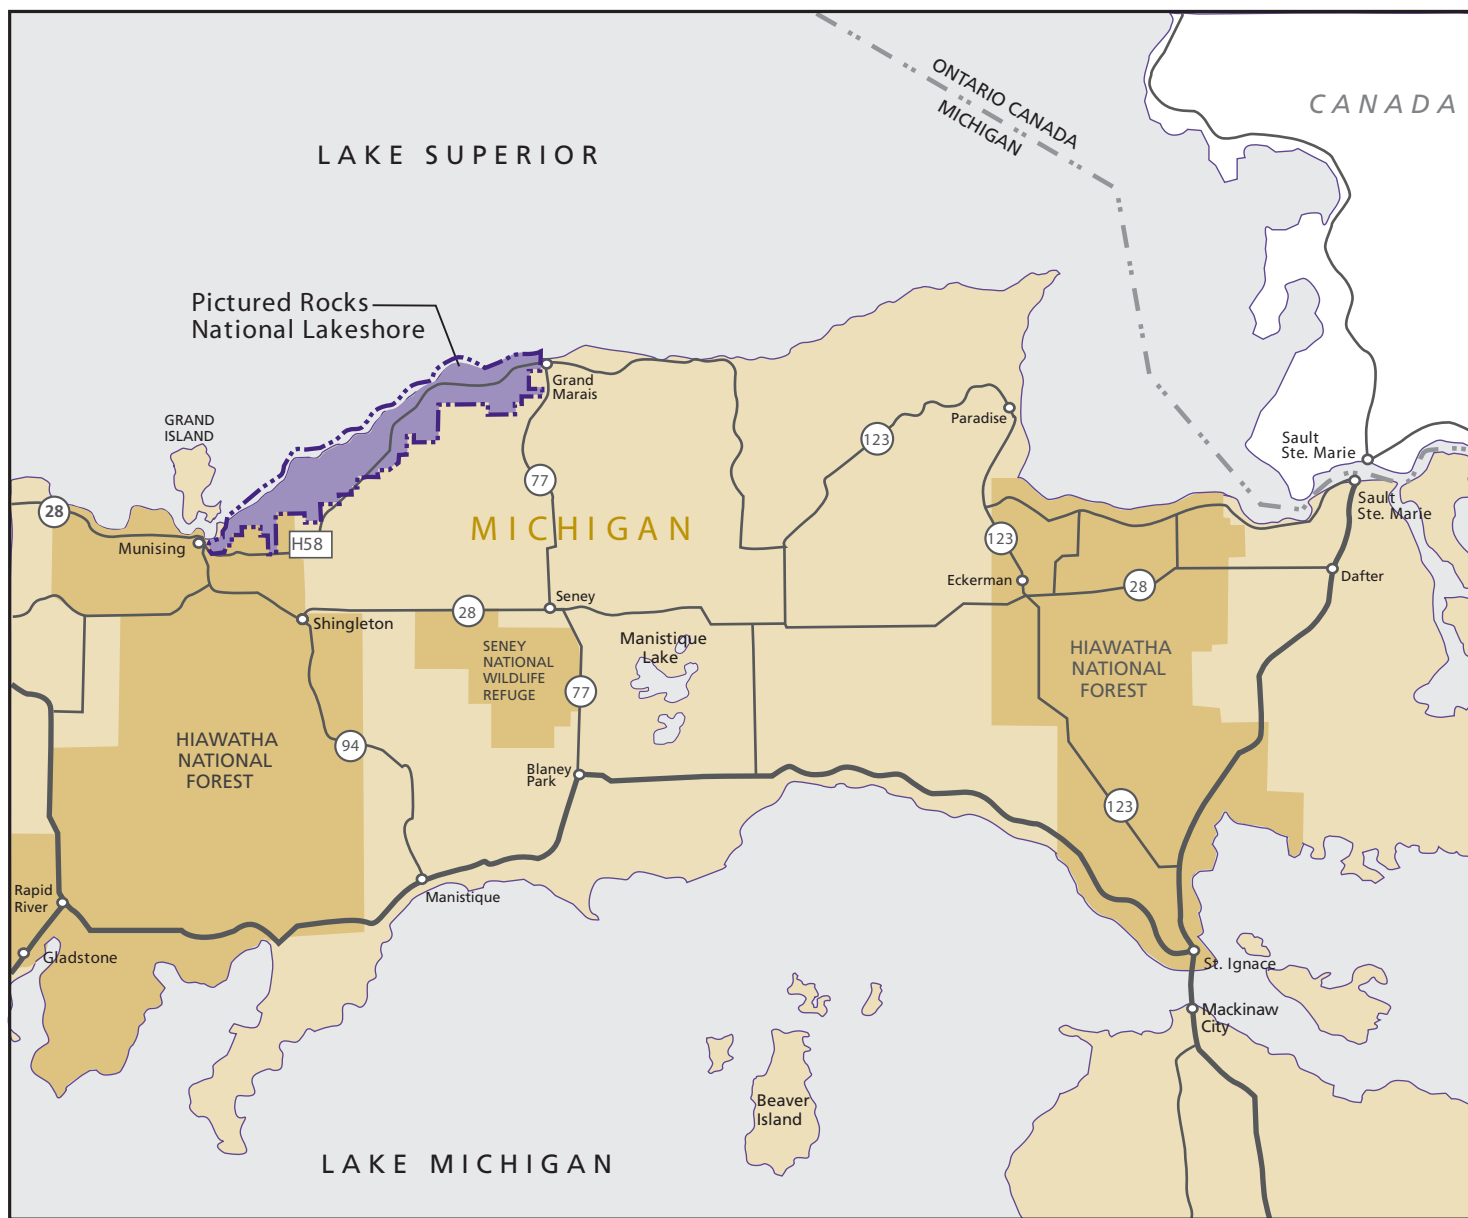 ONTARIO CANADA
MICHIGAN
CANADA
LAKE SUPERIOR
Pictured Rocks
National Lakeshore
Grand
Marais
GRAND
ISLAND
Paradise
123
Sault
Ste. Marie
Sault
Ste. Marie
77
28
MICHIGAN
Munising
H58
123
Eckerman
28
Dafter
Seney
28
Shingleton
SENEY
NATIONAL
WILDLIFE
REFUGE
Manistique
Lake
HIAWATHA
NATIONAL
FOREST
77
HIAWATHA
NATIONAL
FOREST
94
Blaney
Park
123
Rapid
River
Manistique
Gladstone
St. Ignace
Mackinaw
City
Beaver
Island
LAKE MICHIGAN